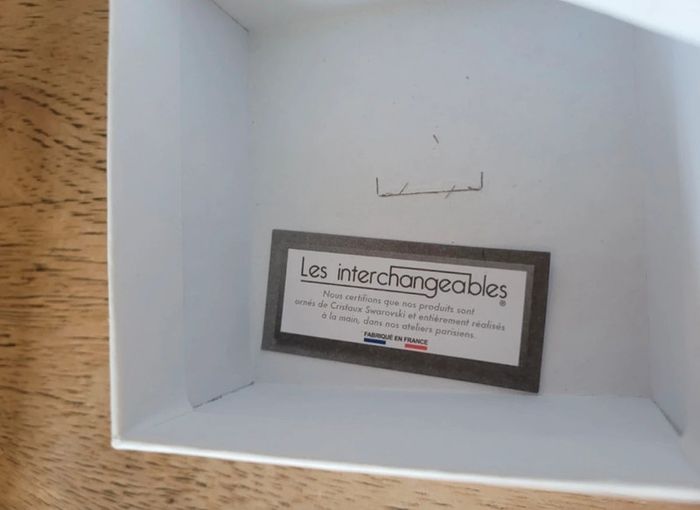 Les interchangeables®
Nous certifions que nos produits sont
ornés de Cristaux Swarovski et entièrement réalisés
à la main, dans nos ateliers parisiens.
FABRIQUÉ EN FRANCE